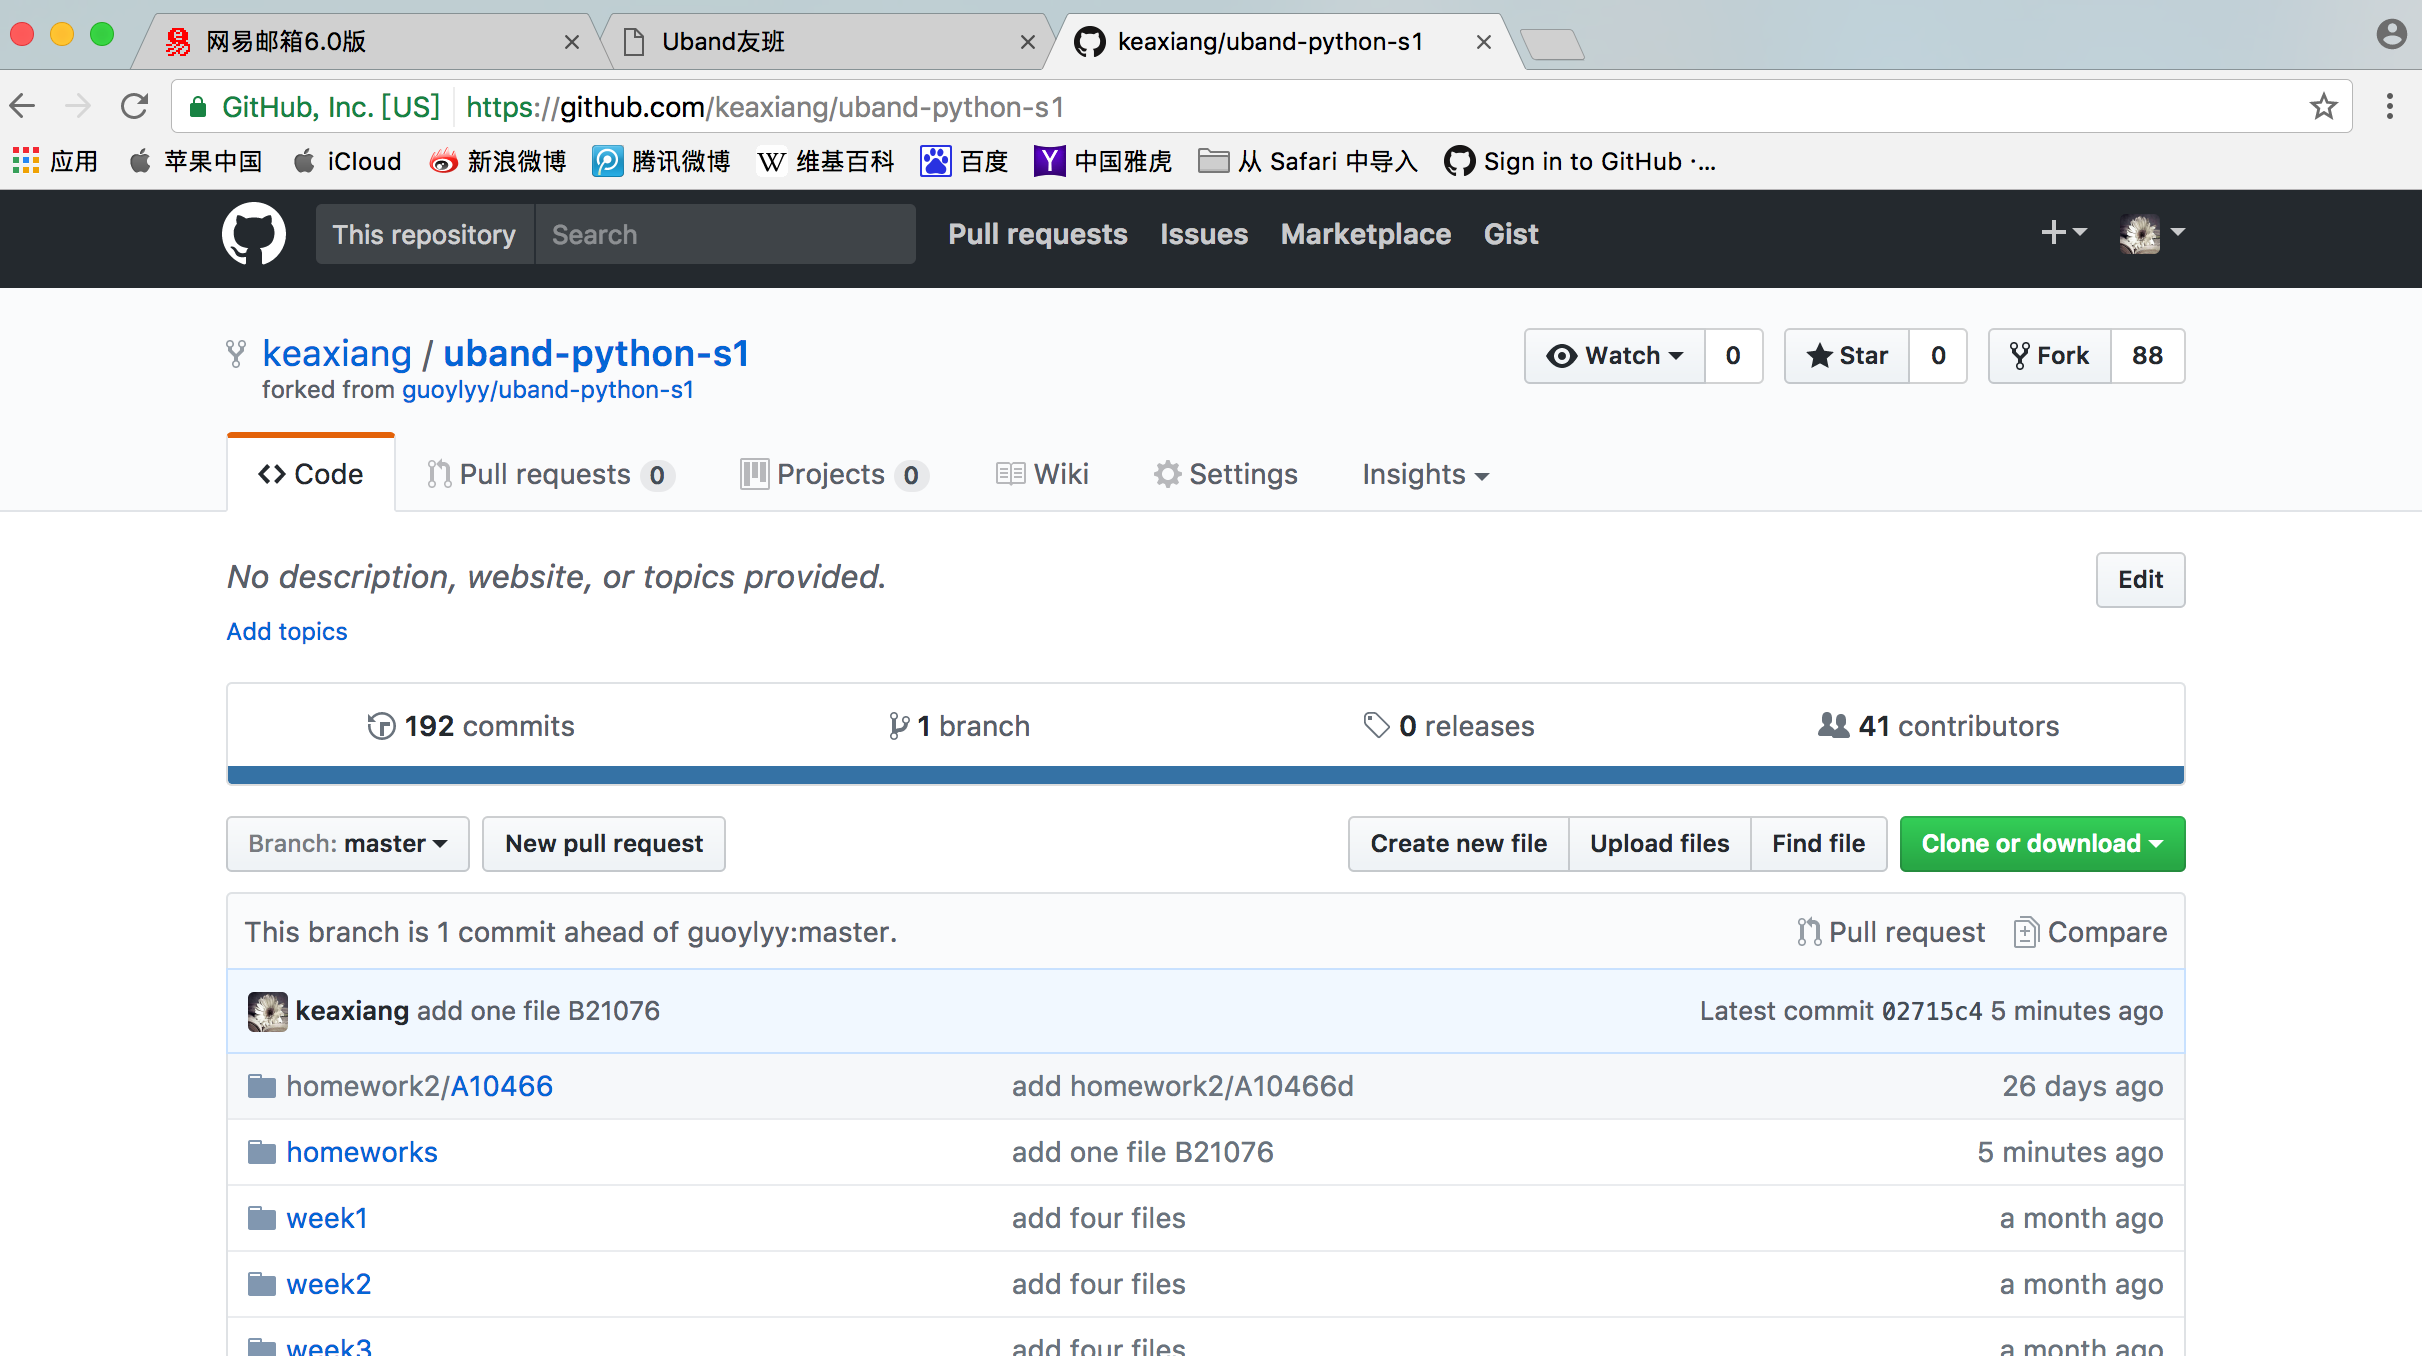 网易邮箱6.0版 Uband友班 keaxiang/uband-python-s1
GitHub, Inc. [US] https://github.com/keaxiang/uband-python-s1
应用 苹果中国 iCloud 新浪微博 腾讯微博 W 维基百科 百度 Y 中国雅虎 从 Safari 中导入 Sign in to GitHub ·...
This repository Search Pull requests Issues Marketplace Gist
keaxiang / uband-python-s1 Watch 0 Star 0 Fork 88
forked from guoylyy/uband-python-s1
Code Pull requests 0 Projects 0 Wiki Settings Insights
No description, website, or topics provided. Edit
Add topics
192 commits 1 branch 0 releases 41 contributors
Branch: master New pull request Create new file Upload files Find file Clone or download
This branch is 1 commit ahead of guoylyy:master. Pull request Compare
keaxiang add one file B21076 Latest commit 02715c4 5 minutes ago
homework2/A10466 add homework2/A10466d 26 days ago
homeworks add one file B21076 5 minutes ago
week1 add four files a month ago
week2 add four files a month ago
week3 add four files a month ago